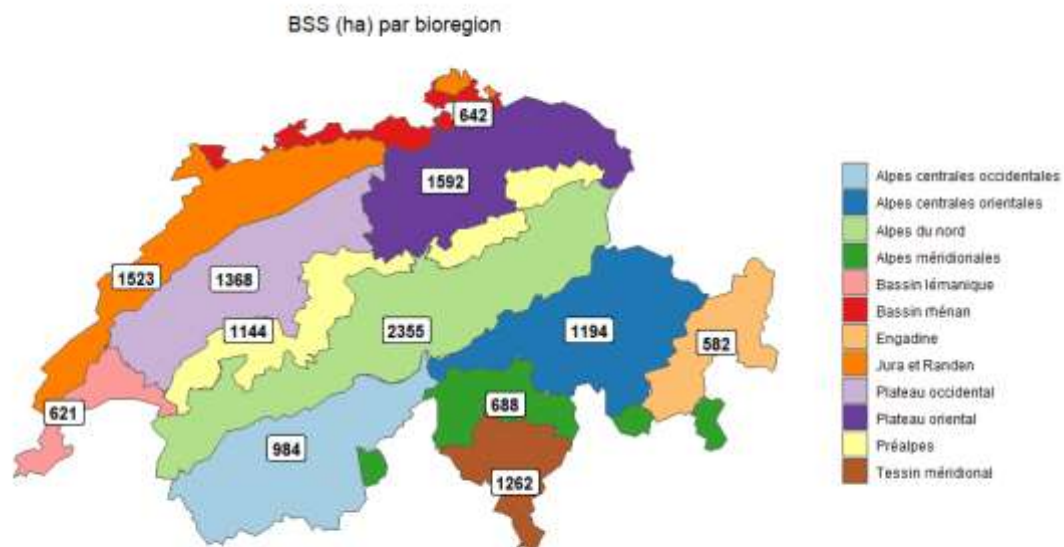 BSS (ha) par bioregion
642
1592
1523
1368
1144
2355
1194
582
621
688
984
1262
Alpes centrales occidentales
Alpes centrales orientales
Alpes du nord
Alpes méridionales
Bassin lémanique
Bassin rhénan
Engadine
Jura et Randen
Plateau occidental
Plateau oriental
Préalpes
Tessin méridional